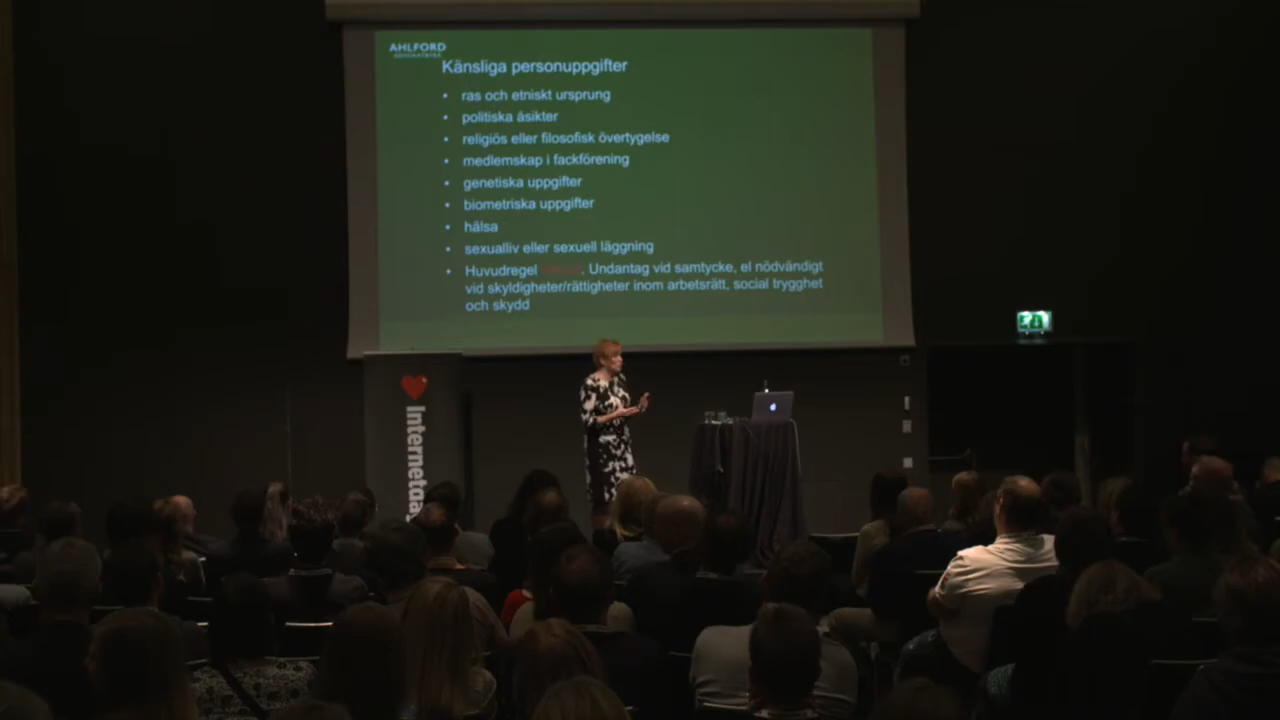 AHLFORD
Känsliga personuppgifter
• ras och etniskt ursprung
• politiska åsikter
• religiös eller filosofisk övertygelse
• medlemskap i fackförening
• genetiska uppgifter
• biometriska uppgifter
• hälsa
• sexualliv eller sexuell läggning
• Huvudregel . Undantag vid samtycke, el nödvändigt
vid skyldigheter/rättigheter inom arbetsrätt, social trygghet
och skydd
Internetdag